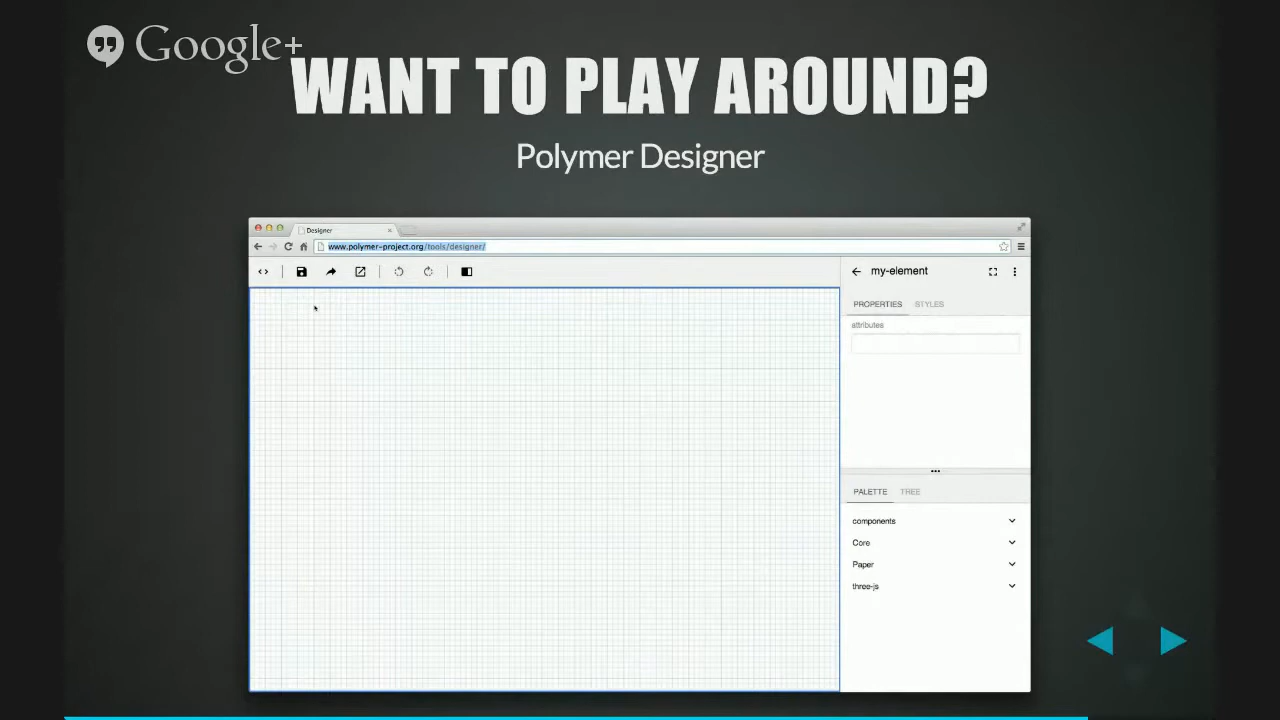 Google+
WANT TO PLAY AROUND?
Polymer Designer
Designer
www.polymer-project.org/tools/designer/
my-element
PROPERTIES STYLES
attributes
PALETTE TREE
components
Core
Paper
three-js